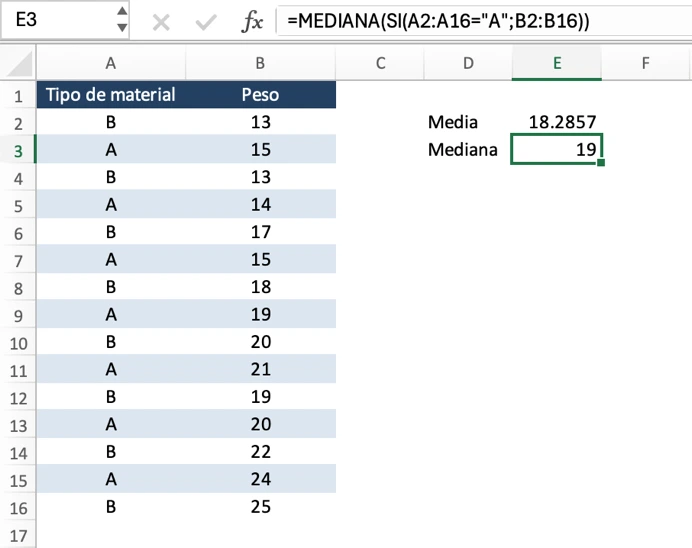 E3 fx =MEDIANA(SI(A2:A16="A";B2:B16))
A B C D E F
1 Tipo de material Peso
2 B 13 Media 18.2857
3 A 15 Mediana 19
4 B 13
5 A 14
6 B 17
7 A 15
8 B 18
9 A 19
10 B 20
11 A 21
12 B 19
13 A 20
14 B 22
15 A 24
16 B 25
17